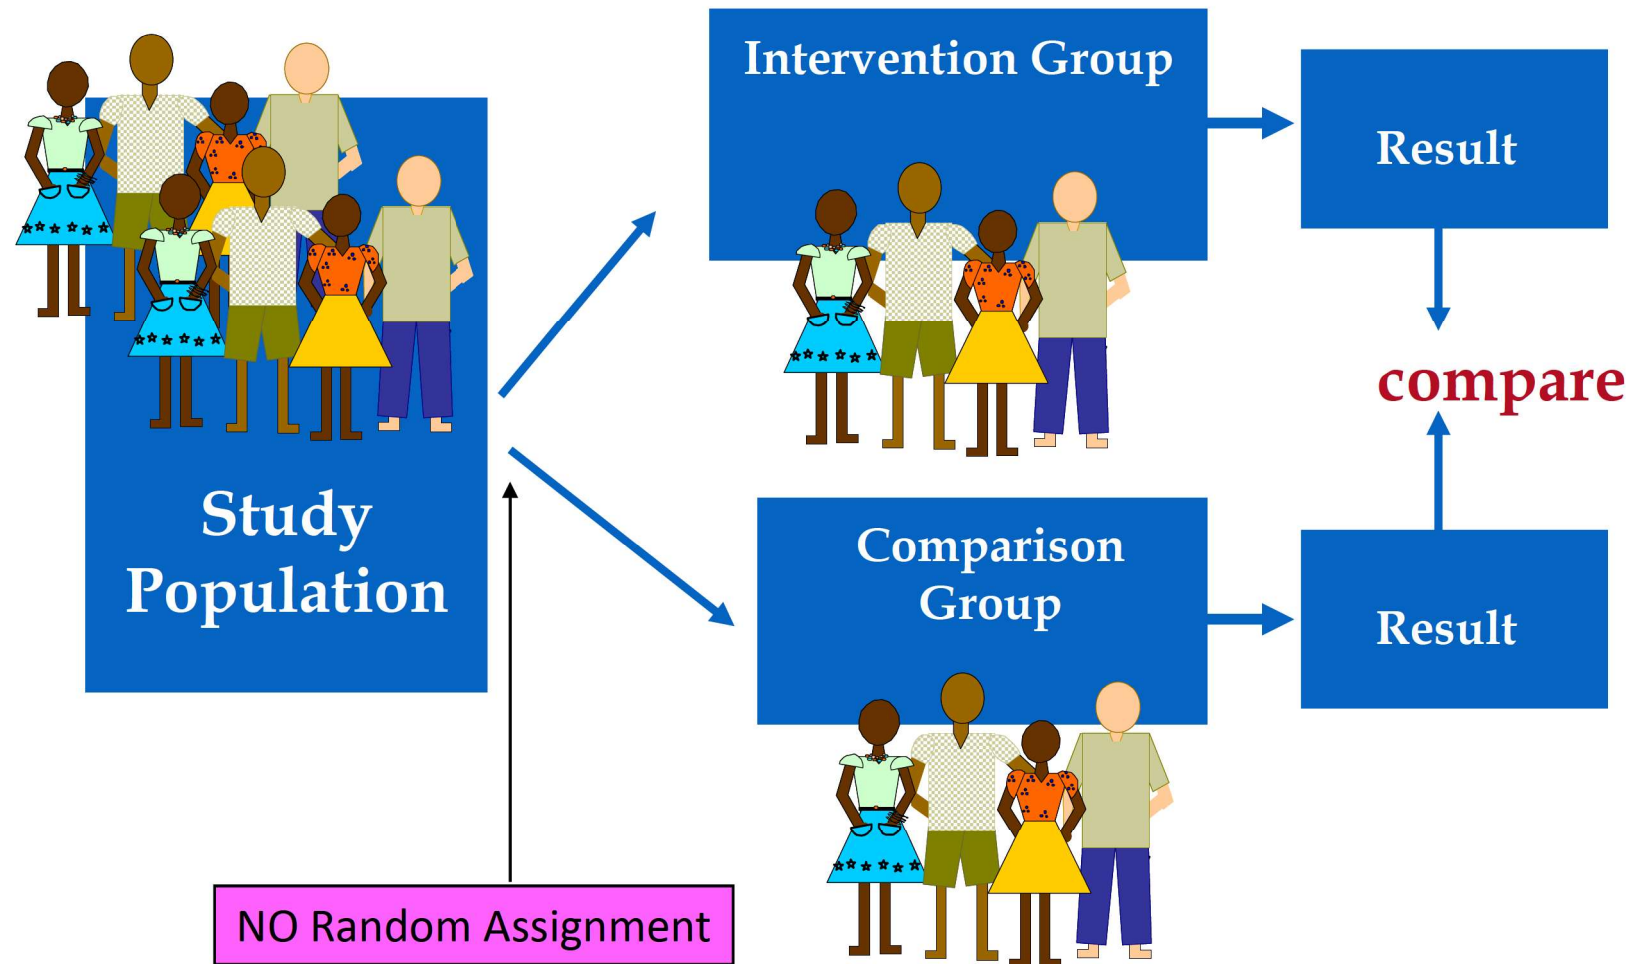 Study
Population
NO Random Assignment
Intervention Group
Result
compare
Comparison
Group
Result